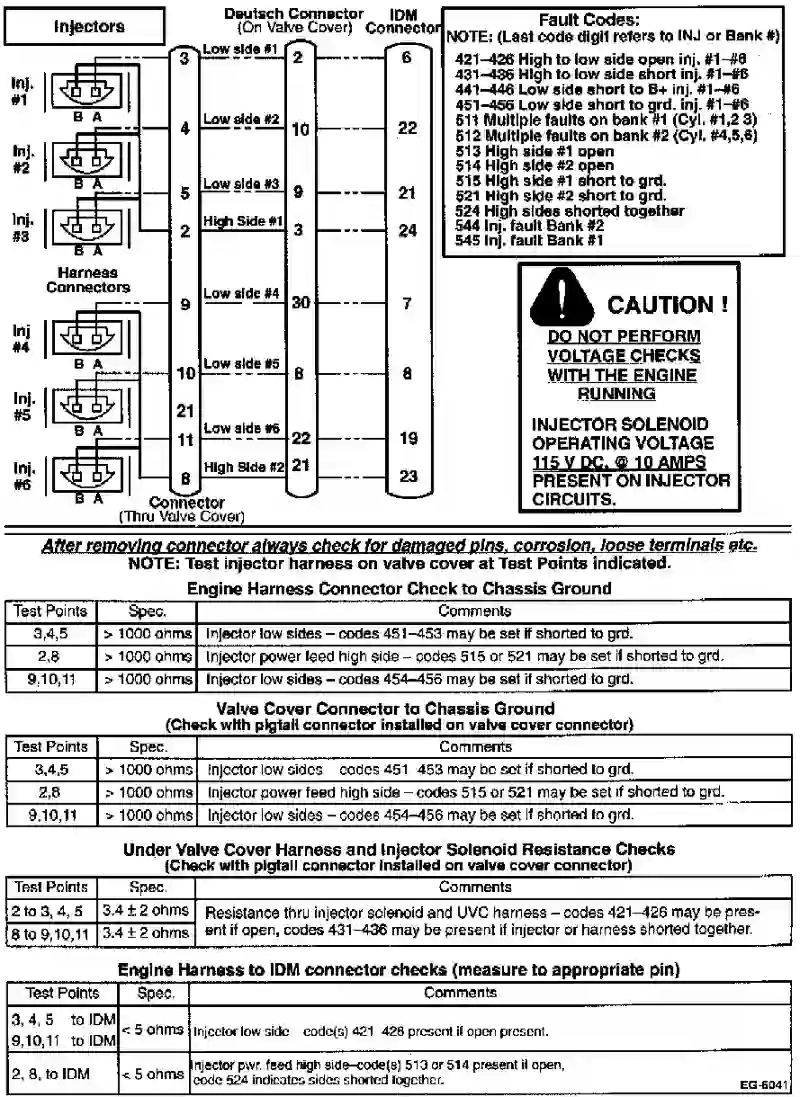 Injectors
Deutsch Connector
(On Valve Cover)
IDM
Connector
Inj.
#1
B A
3
Low side #1
2
6
Inj.
#2
B A
4
Low side #2
10
22
Inj.
#3
B A
5
Low side #3
9
21
2
High Side #1
3
24
Harness
Connectors
9
Low side #4
30
7
Inj
#4
B A
10
Low side #5
8
8
Inj.
#5
B A
21
11
Low side #6
22
19
Inj.
#6
B A
8
High Side #2
21
23
Connector
(Thru Valve Cover)
Fault Codes:
NOTE: (Last code digit refers to INJ or Bank #)
421-426 High to low side open inj. #1-#6
431-436 High to low side short inj. #1-#6
441-446 Low side short to B+ inj. #1-#6
451-456 Low side short to grd. inj. #1-#6
511 Multiple faults on bank #1 (Cyl. #1,2 3)
512 Multiple faults on bank #2 (Cyl. #4,5,6)
513 High side #1 open
514 High side #2 open
515 High side #1 short to grd.
521 High side #2 short to grd.
524 High sides shorted together
544 Inj. fault Bank #2
545 Inj. fault Bank #1
! CAUTION !
DO NOT PERFORM
VOLTAGE CHECKS
WITH THE ENGINE
RUNNING
INJECTOR SOLENOID
OPERATING VOLTAGE
115 V DC. @ 10 AMPS
PRESENT ON INJECTOR
CIRCUITS.
After removing connector always check for damaged pins, corrosion, loose terminals etc.
NOTE: Test injector harness on valve cover at Test Points indicated.
Engine Harness Connector Check to Chassis Ground
Test Points Spec. Comments
3,4,5 > 1000 ohms Injector low sides – codes 451–453 may be set if shorted to grd.
2,8 > 1000 ohms Injector power feed high side – codes 515 or 521 may be set if shorted to grd.
9,10,11 > 1000 ohms Injector low sides – codes 454–456 may be set if shorted to grd.
Valve Cover Connector to Chassis Ground
(Check with pigtail connector installed on valve cover connector)
Test Points Spec. Comments
3,4,5 > 1000 ohms Injector low sides codes 451 453 may be set if shorted to grd.
2,8 > 1000 ohms Injector power feed high side – codes 515 or 521 may be set if shorted to grd.
9,10,11 > 1000 ohms Injector low sides – codes 454–456 may be set if shorted to grd.
Under Valve Cover Harness and Injector Solenoid Resistance Checks
(Check with pigtail connector installed on valve cover connector)
Test Points Spec. Comments
2 to 3, 4, 5 3.4 ± 2 ohms Resistance thru injector solenoid and UVC harness – codes 421–426 may be pres-
8 to 9,10,11 3.4 ± 2 ohms ent if open, codes 431–436 may be present if injector or harness shorted together.
Engine Harness to IDM connector checks (measure to appropriate pin)
Test Points Spec. Comments
3, 4, 5 to IDM
9,10,11 to IDM
< 5 ohms Injector low side code(s) 421 426 present if open present.
2, 8, to IDM < 5 ohms
Injector pwr. feed high side–code(s) 513 or 514 present if open,
code 524 indicates sides shorted together.
EG-6041